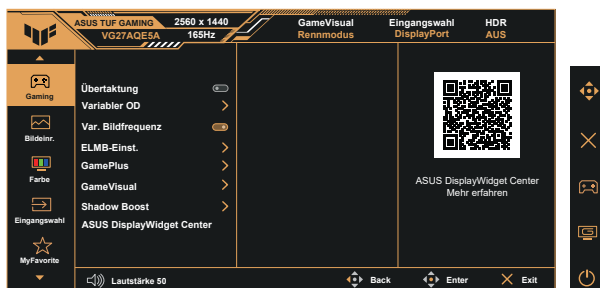 ASUS TUF GAMING 2560 x 1440 GameVisual Eingangswahl HDR
VG27AQE5A 165Hz Rennmodus DisplayPort AUS
Gaming
Bildeinr.
Farbe
Eingangswahl
MyFavorite
Übertaktung
Variabler OD
Var. Bildfrequenz
ELMB-Einst.
GamePlus
GameVisual
Shadow Boost
ASUS DisplayWidget Center
ASUS DisplayWidget Center
Mehr erfahren
Lautstärke 50 Back Enter Exit